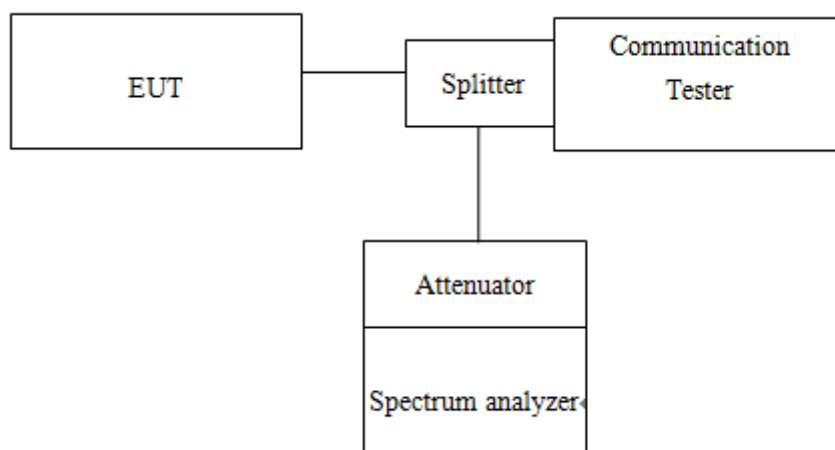 EUT
Splitter
Communication
Tester
Attenuator
Spectrum analyzer